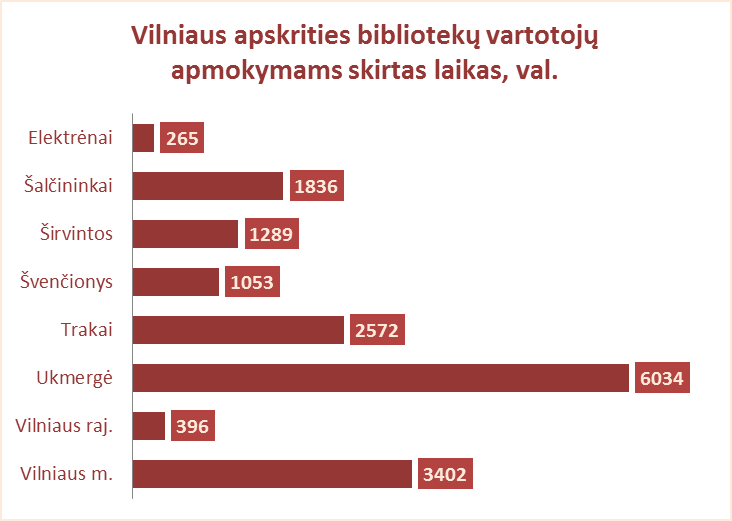 Vilniaus apskrities bibliotekų vartotojų
apmokymams skirtas laikas, val.
Elektrėnai 265
Šalčininkai 1836
Širvintos 1289
Švenčionys 1053
Trakai 2572
Ukmergė 6034
Vilniaus raj. 396
Vilniaus m. 3402